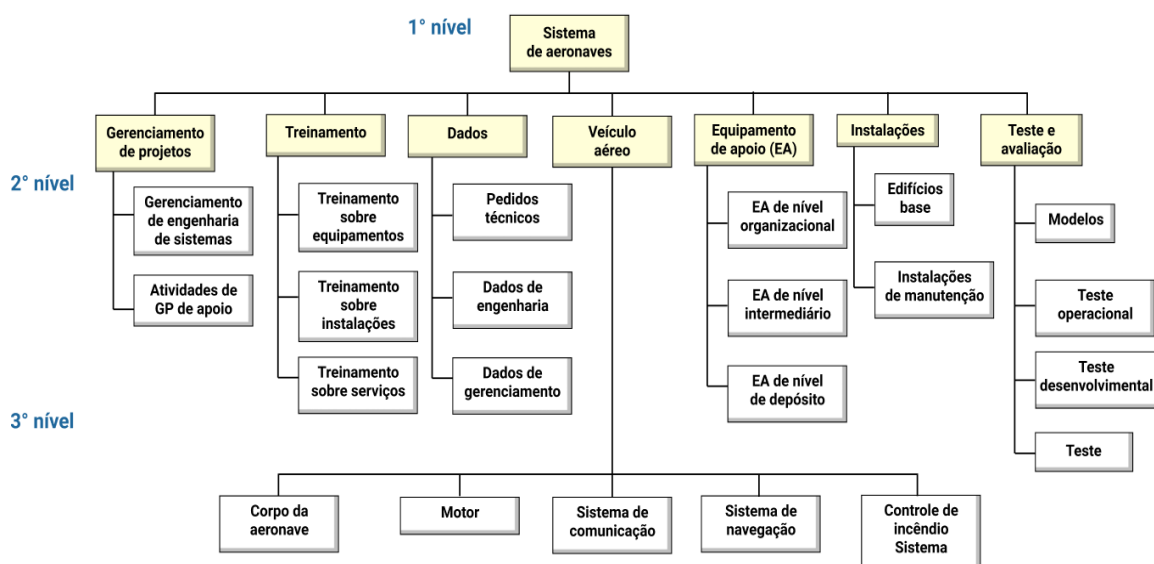 1° nível
Sistema
de aeronaves
Gerenciamento
de projetos
Treinamento
Dados
Veículo
aéreo
Equipamento
de apoio (EA)
Instalações
Teste e
avaliação
2° nível
Gerenciamento
de engenharia
de sistemas
Atividades de
GP de apoio
Treinamento
sobre
equipamentos
Treinamento
sobre
instalações
Treinamento
sobre serviços
Pedidos
técnicos
Dados de
engenharia
Dados de
gerenciamento
EA de nível
organizacional
EA de nível
intermediário
EA de nível
de depósito
Edifícios
base
Instalações
de manutenção
Modelos
Teste
operacional
Teste
desenvolvimental
Teste
3° nível
Corpo da
aeronave
Motor
Sistema de
comunicação
Sistema de
navegação
Controle de
incêndio
Sistema